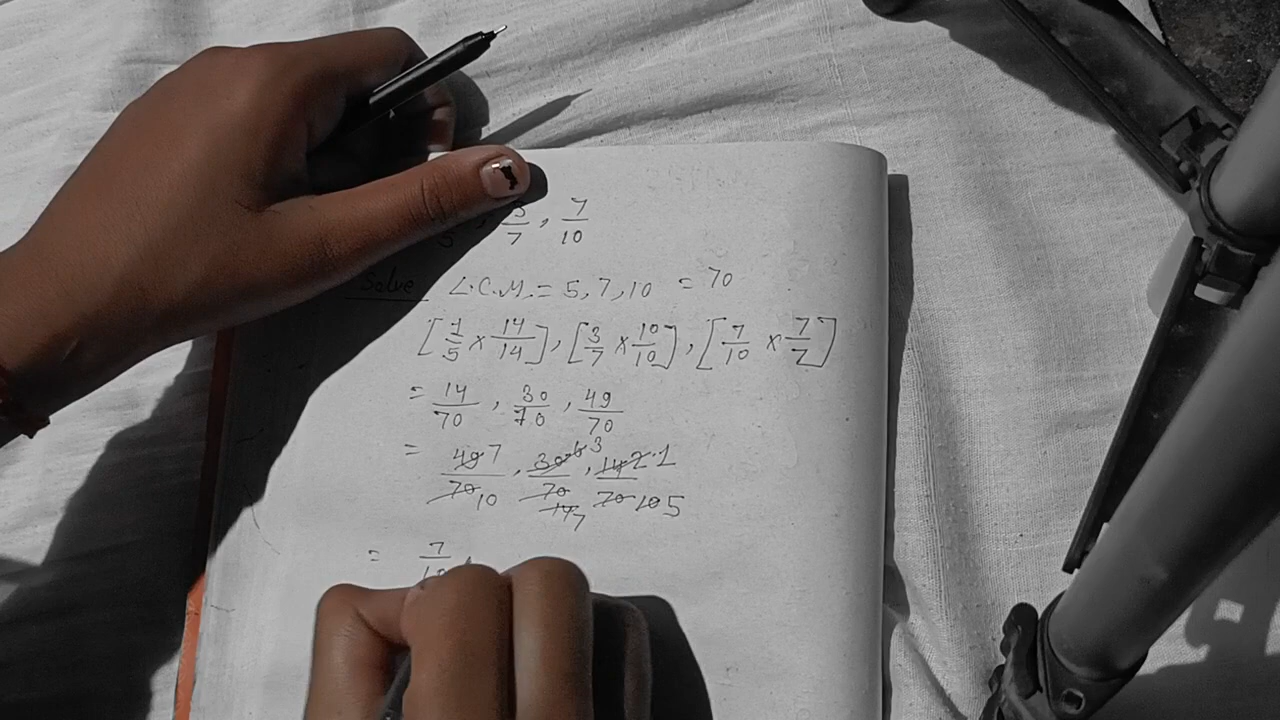 3/7, 7/10
Solve L.C.M. = 5, 7, 10 = 70
[1/5 × 14/14], [3/7 × 10/10], [7/10 × 7/7]
= 14/70, 30/70, 49/70
= 49 7/70 10, 30 6 3/70 14 7, 14 2 1/70 10 5
= 7/10